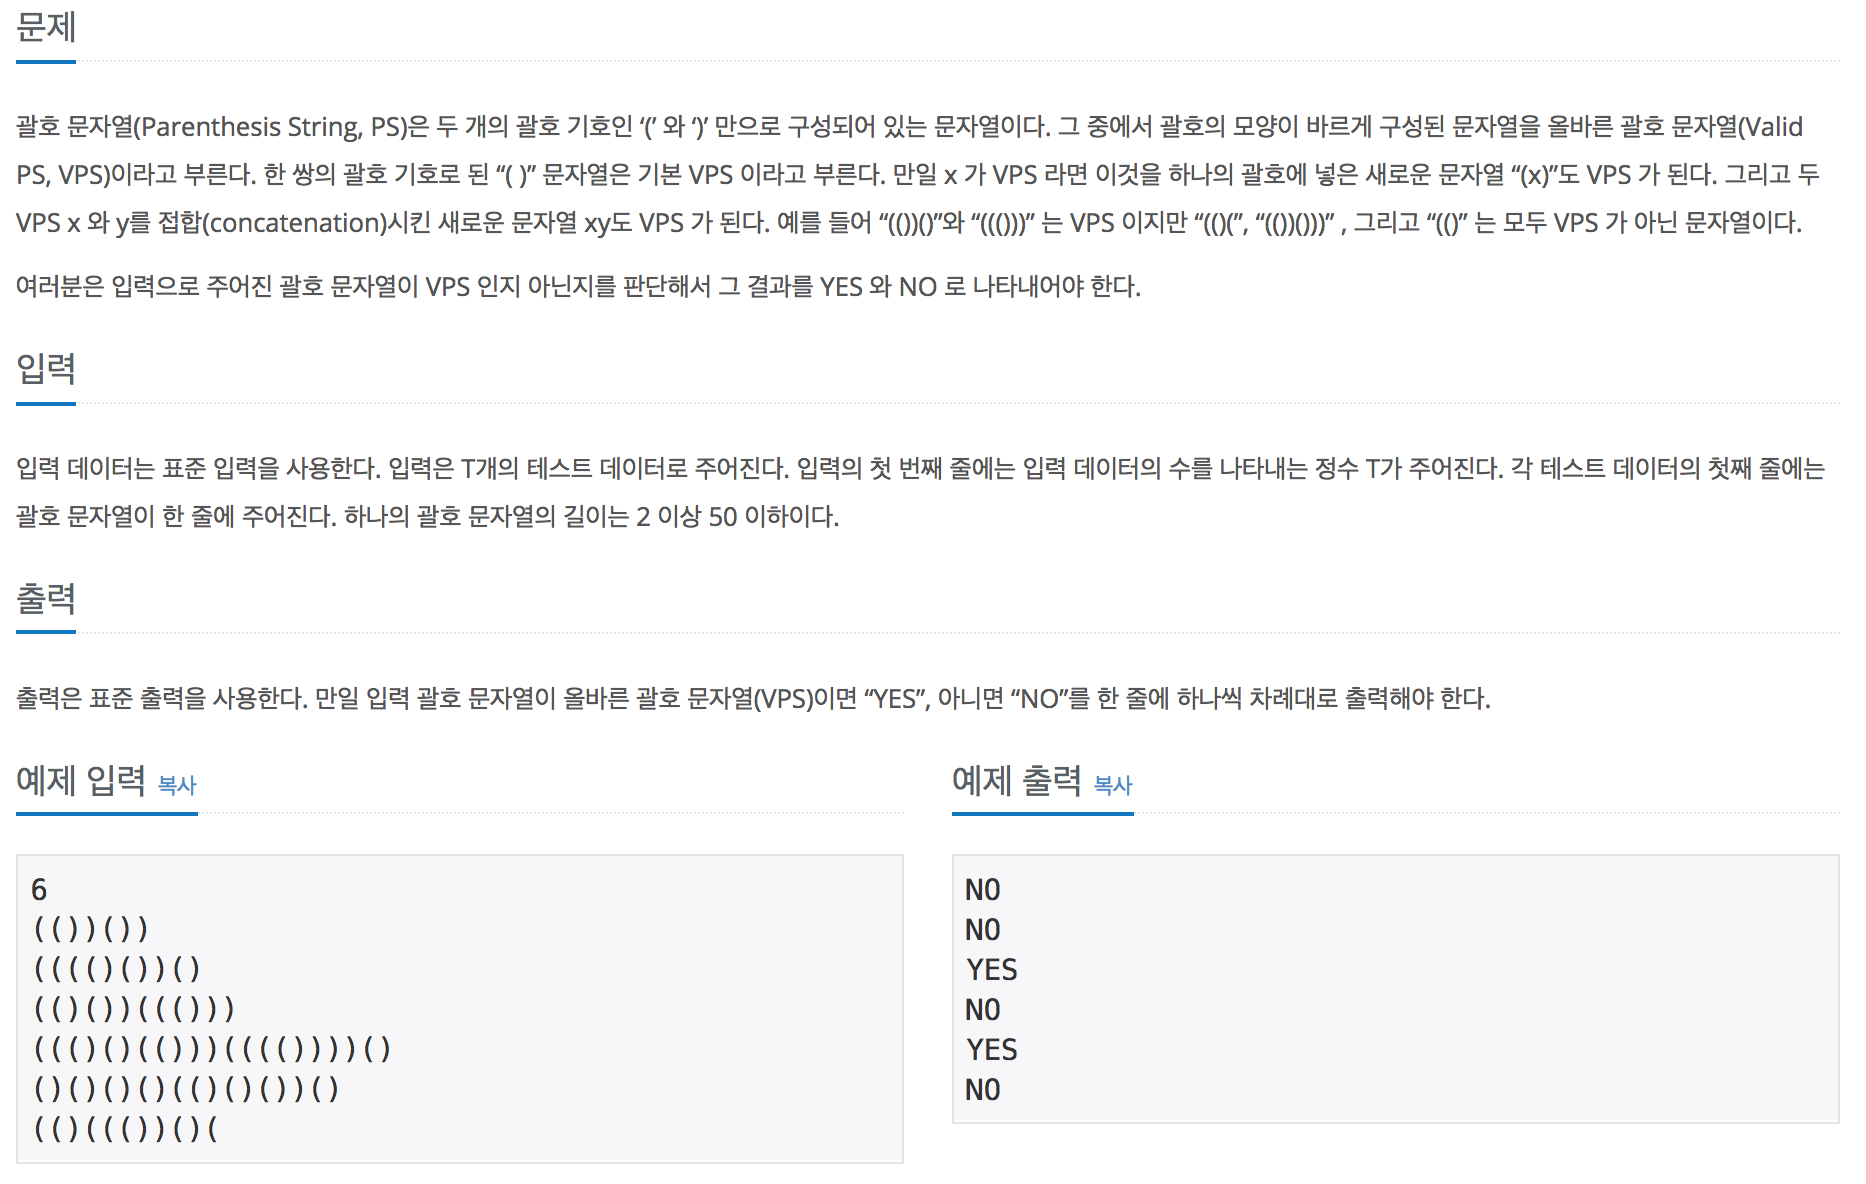 문제
괄호 문자열(Parenthesis String, PS)은 두 개의 괄호 기호인 ‘(’ 와 ‘)’ 만으로 구성되어 있는 문자열이다. 그 중에서 괄호의 모양이 바르게 구성된 문자열을 올바른 괄호 문자열(Valid
PS, VPS)이라고 부른다. 한 쌍의 괄호 기호로 된 “( )” 문자열은 기본 VPS 이라고 부른다. 만일 x 가 VPS 라면 이것을 하나의 괄호에 넣은 새로운 문자열 “(x)”도 VPS 가 된다. 그리고 두
VPS x 와 y를 접합(concatenation)시킨 새로운 문자열 xy도 VPS 가 된다. 예를 들어 “(())()”와 “((()))” 는 VPS 이지만 “(()(”, “(())()))” , 그리고 “(()” 는 모두 VPS 가 아닌 문자열이다.
여러분은 입력으로 주어진 괄호 문자열이 VPS 인지 아닌지를 판단해서 그 결과를 YES 와 NO 로 나타내어야 한다.
입력
입력 데이터는 표준 입력을 사용한다. 입력은 T개의 테스트 데이터로 주어진다. 입력의 첫 번째 줄에는 입력 데이터의 수를 나타내는 정수 T가 주어진다. 각 테스트 데이터의 첫째 줄에는
괄호 문자열이 한 줄에 주어진다. 하나의 괄호 문자열의 길이는 2 이상 50 이하이다.
출력
출력은 표준 출력을 사용한다. 만일 입력 괄호 문자열이 올바른 괄호 문자열(VPS)이면 “YES”, 아니면 “NO”를 한 줄에 하나씩 차례대로 출력해야 한다.
예제 입력 복사
6
(())())
(((()())()
(()())((()))
((()()(()))(((())))()
()()()()(()()())()
(()((())()(
예제 출력 복사
NO
NO
YES
NO
YES
NO